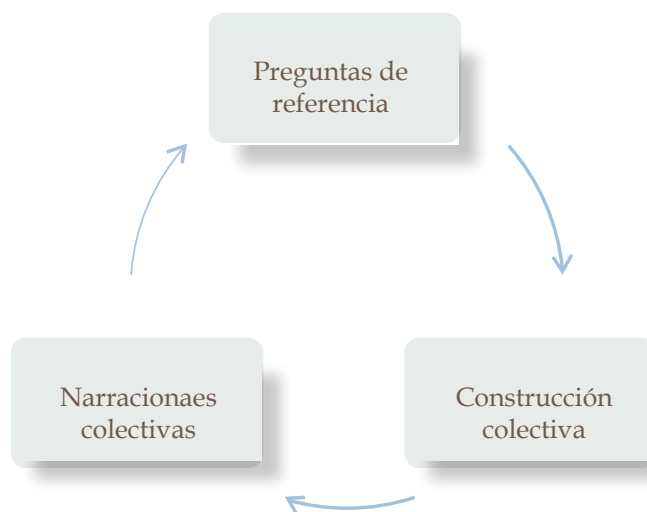 Preguntas de
referencia
Narracionaes
colectivas
Construcción
colectiva